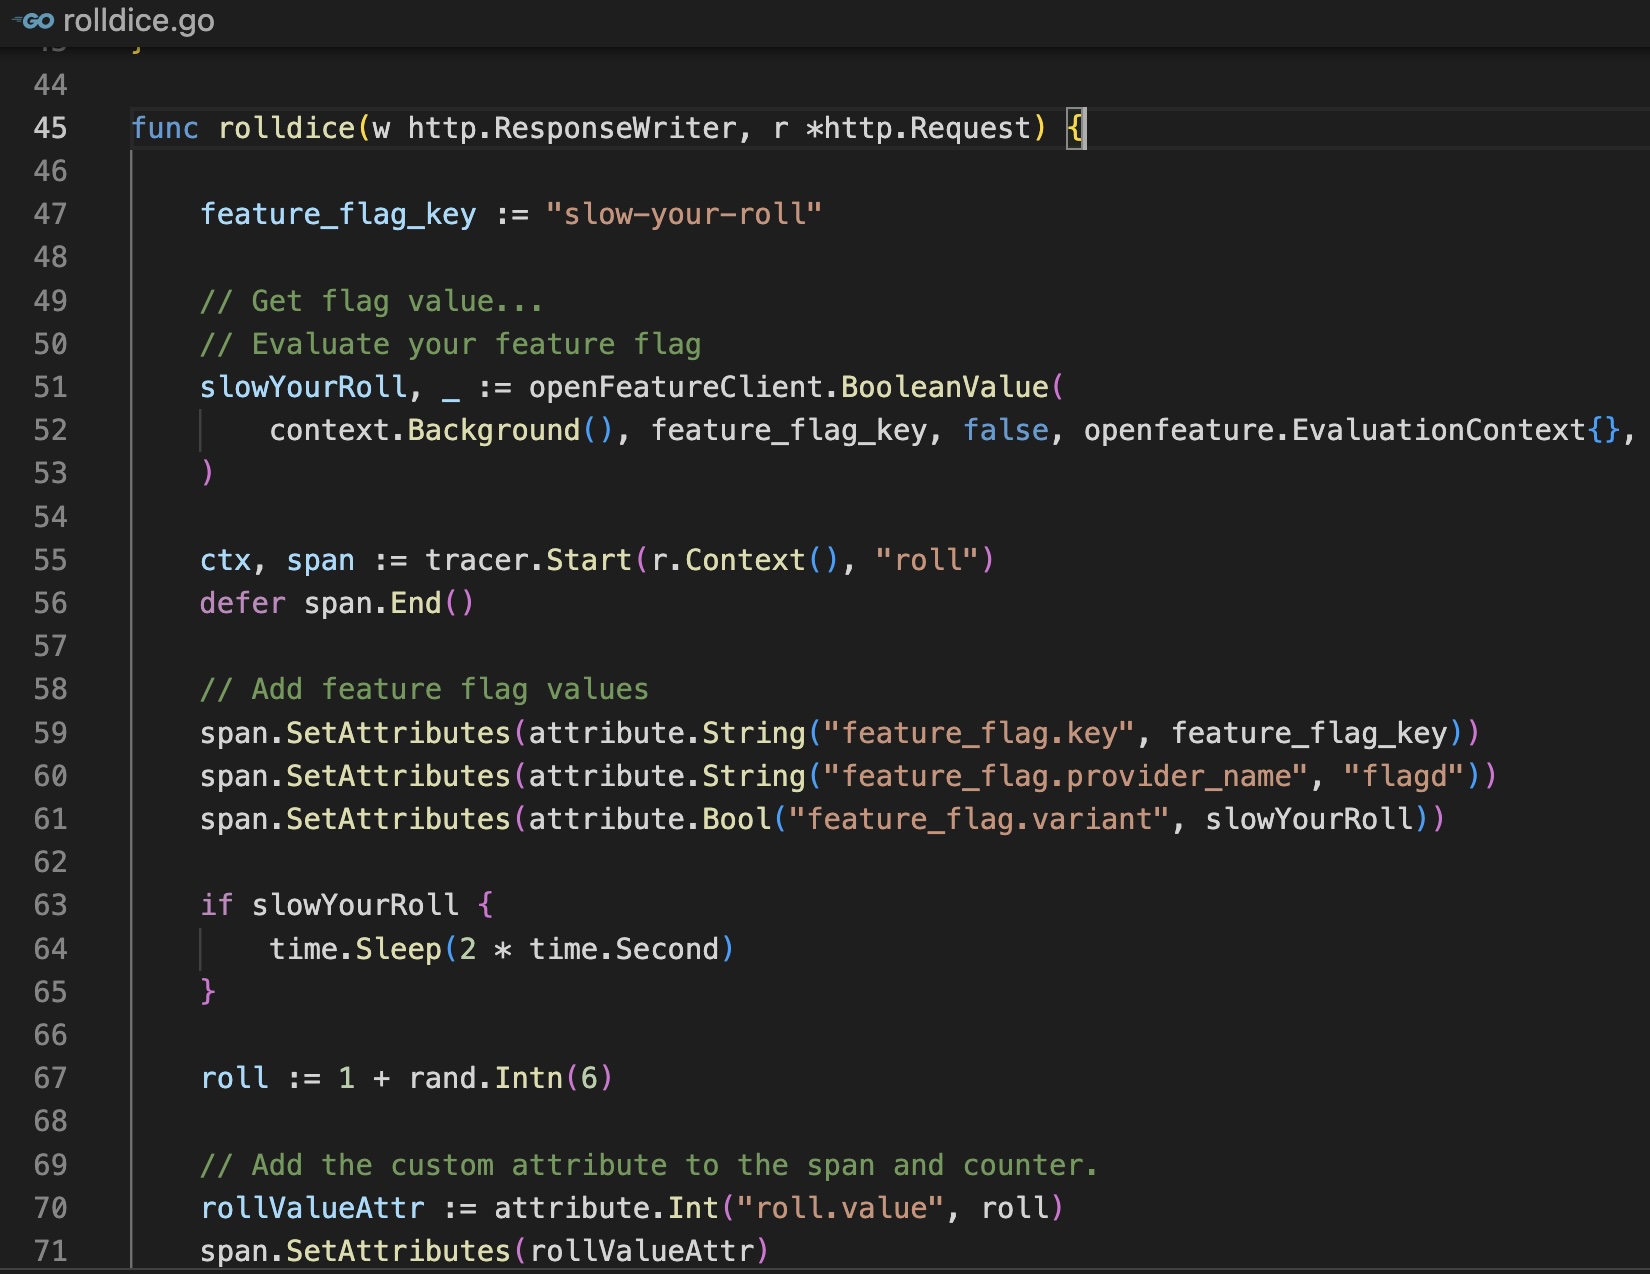 GO rolldice.go
43 }
44
45 func rolldice(w http.ResponseWriter, r *http.Request) {
46
47 feature_flag_key := "slow-your-roll"
48
49 // Get flag value...
50 // Evaluate your feature flag
51 slowYourRoll, _ := openFeatureClient.BooleanValue(
52 context.Background(), feature_flag_key, false, openfeature.EvaluationContext{},
53 )
54
55 ctx, span := tracer.Start(r.Context(), "roll")
56 defer span.End()
57
58 // Add feature flag values
59 span.SetAttributes(attribute.String("feature_flag.key", feature_flag_key))
60 span.SetAttributes(attribute.String("feature_flag.provider_name", "flagd"))
61 span.SetAttributes(attribute.Bool("feature_flag.variant", slowYourRoll))
62
63 if slowYourRoll {
64 time.Sleep(2 * time.Second)
65 }
66
67 roll := 1 + rand.Intn(6)
68
69 // Add the custom attribute to the span and counter.
70 rollValueAttr := attribute.Int("roll.value", roll)
71 span.SetAttributes(rollValueAttr)